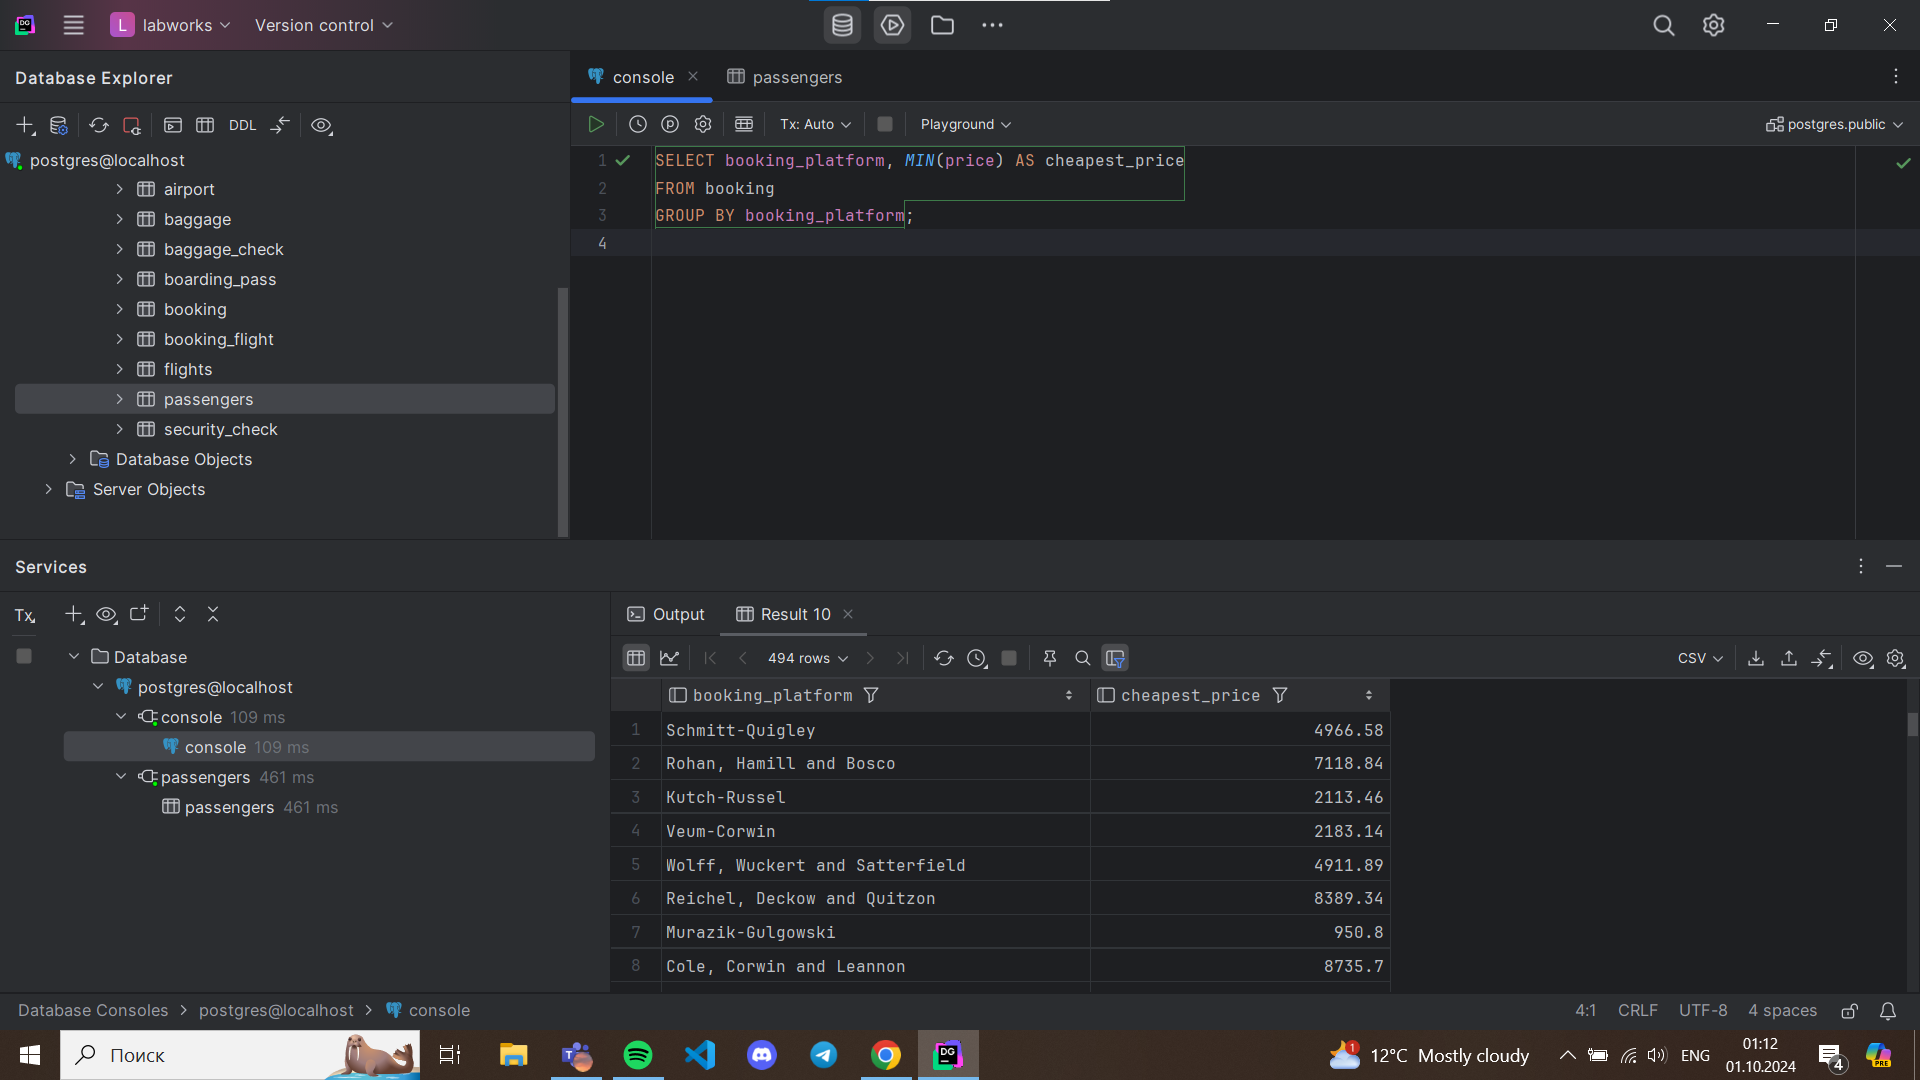 L labworks Version control
Database Explorer
console
passengers
DDL
Tx: Auto
Playground
postgres.public
postgres@localhost
airport
baggage
baggage_check
boarding_pass
booking
booking_flight
flights
passengers
security_check
Database Objects
Server Objects
1 SELECT booking_platform, MIN(price) AS cheapest_price
2 FROM booking
3 GROUP BY booking_platform;
4
Services
Tx
Database
postgres@localhost
console 109 ms
console 109 ms
passengers 461 ms
passengers 461 ms
Output
Result 10
494 rows
CSV
booking_platform cheapest_price
1 Schmitt-Quigley 4966.58
2 Rohan, Hamill and Bosco 7118.84
3 Kutch-Russel 2113.46
4 Veum-Corwin 2183.14
5 Wolff, Wuckert and Satterfield 4911.89
6 Reichel, Deckow and Quitzon 8389.34
7 Murazik-Gulgowski 950.8
8 Cole, Corwin and Leannon 8735.7
Database Consoles > postgres@localhost > console
4:1 CRLF UTF-8 4 spaces
Поиск
DG
1
12°C Mostly cloudy
ENG
01:12
01.10.2024
4
PRE